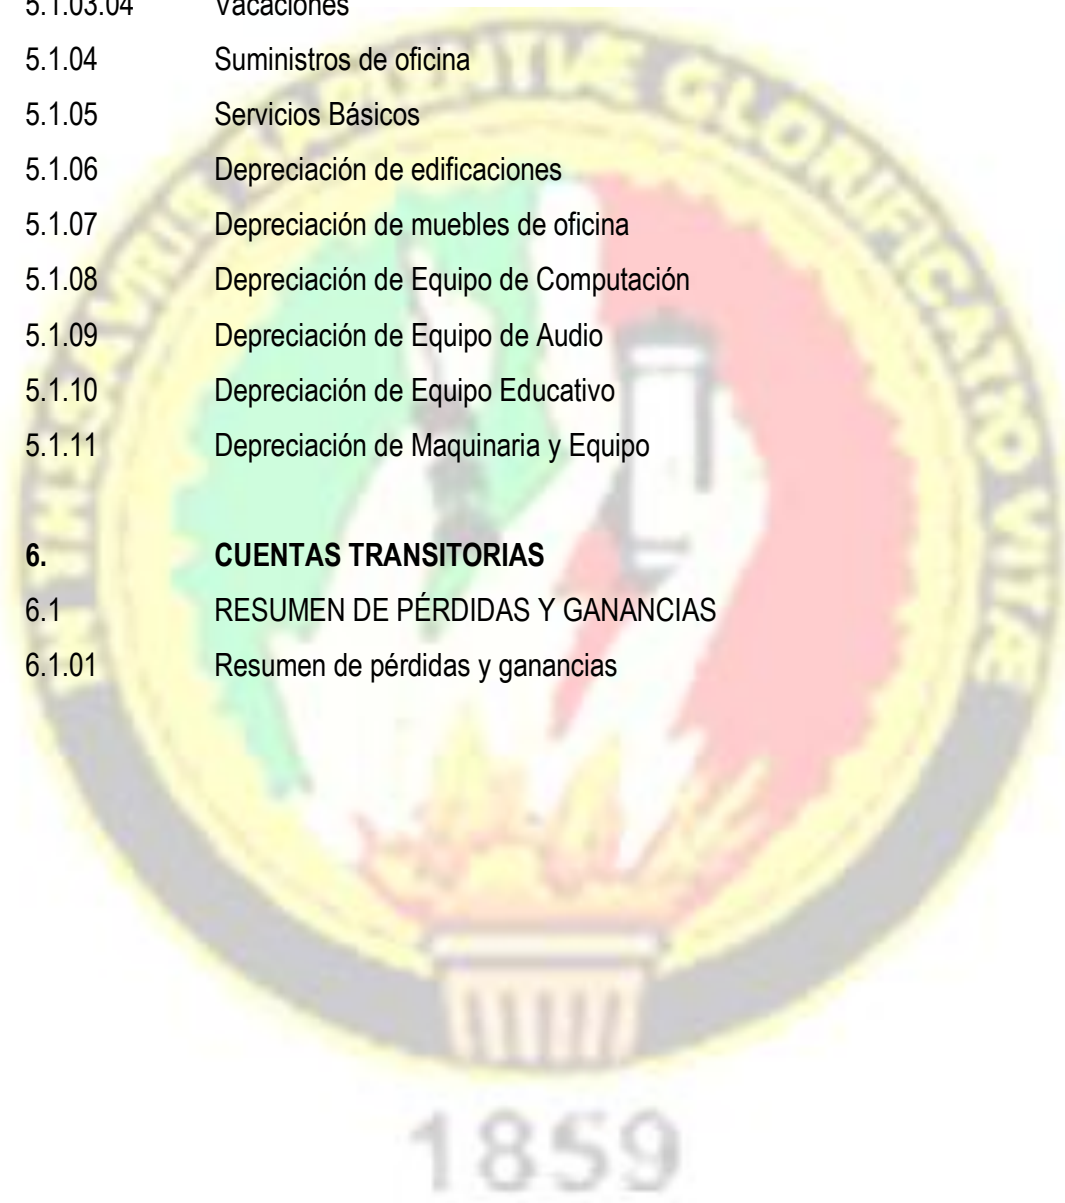 5.1.03.04 Vacaciones
5.1.04 Suministros de oficina
5.1.05 Servicios Básicos
5.1.06 Depreciación de edificaciones
5.1.07 Depreciación de muebles de oficina
5.1.08 Depreciación de Equipo de Computación
5.1.09 Depreciación de Equipo de Audio
5.1.10 Depreciación de Equipo Educativo
5.1.11 Depreciación de Maquinaria y Equipo
6. CUENTAS TRANSITORIAS
6.1 RESUMEN DE PÉRDIDAS Y GANANCIAS
6.1.01 Resumen de pérdidas y ganancias
GLORIFICATIO VITÆ
1859